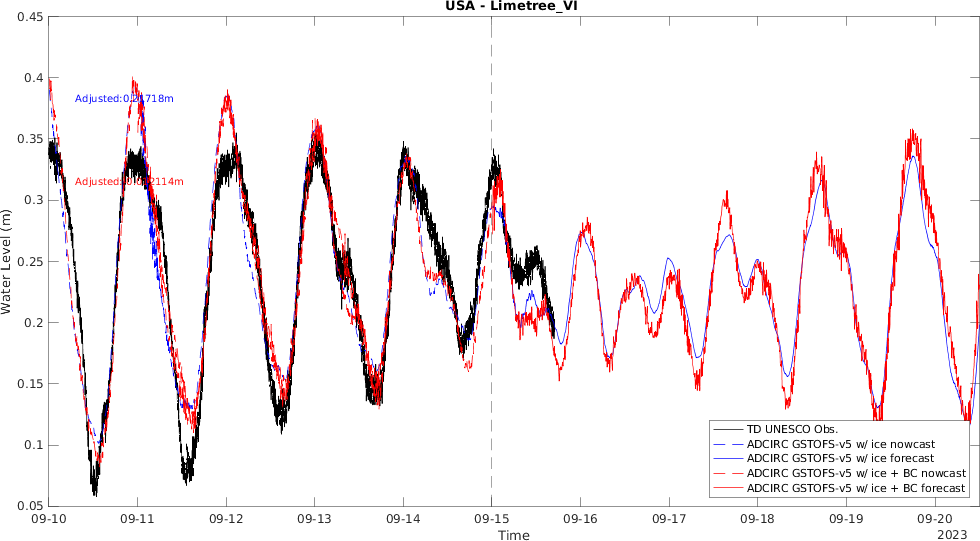 USA - Limetree_VI
0.45
0.4
0.35
0.3
0.25
0.2
0.15
0.1
0.05
Water Level (m)
09-10 09-11 09-12 09-13 09-14 09-15 09-16 09-17 09-18 09-19 09-20
2023
Time
TD UNESCO Obs.
ADCIRC GSTOFS-v5 w/ ice nowcast
ADCIRC GSTOFS-v5 w/ ice forecast
ADCIRC GSTOFS-v5 w/ ice + BC nowcast
ADCIRC GSTOFS-v5 w/ ice + BC forecast